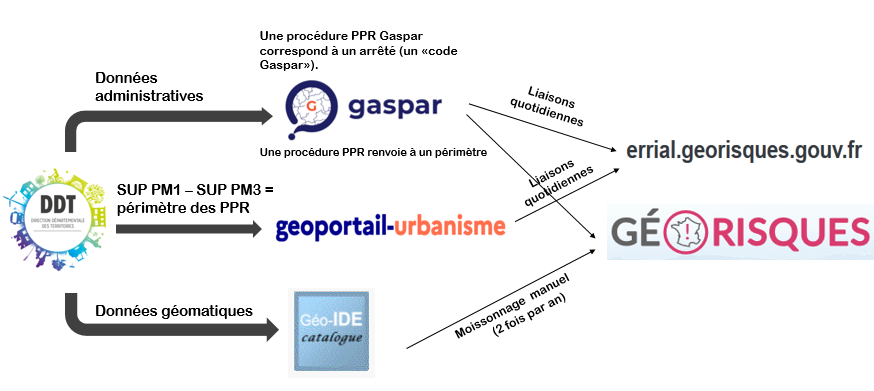 Une procédure PPR Gaspar
correspond à un arrêté (un «code
Gaspar»).
Données
administratives
G
gaspar
Liaisons
quotidiennes
Une procédure PPR renvoie à un périmètre
errial.georisques.gouv.fr
DDT
DIRECTION DÉPARTEMENTALE
DES TERRITOIRES
SUP PM1 – SUP PM3 =
périmètre des PPR
Liaisons
quotidiennes
geoportail-urbanisme
GÉORISQUES
Données géomatiques
Géo-IDE
catalogue
Moissonnage manuel
(2 fois par an)